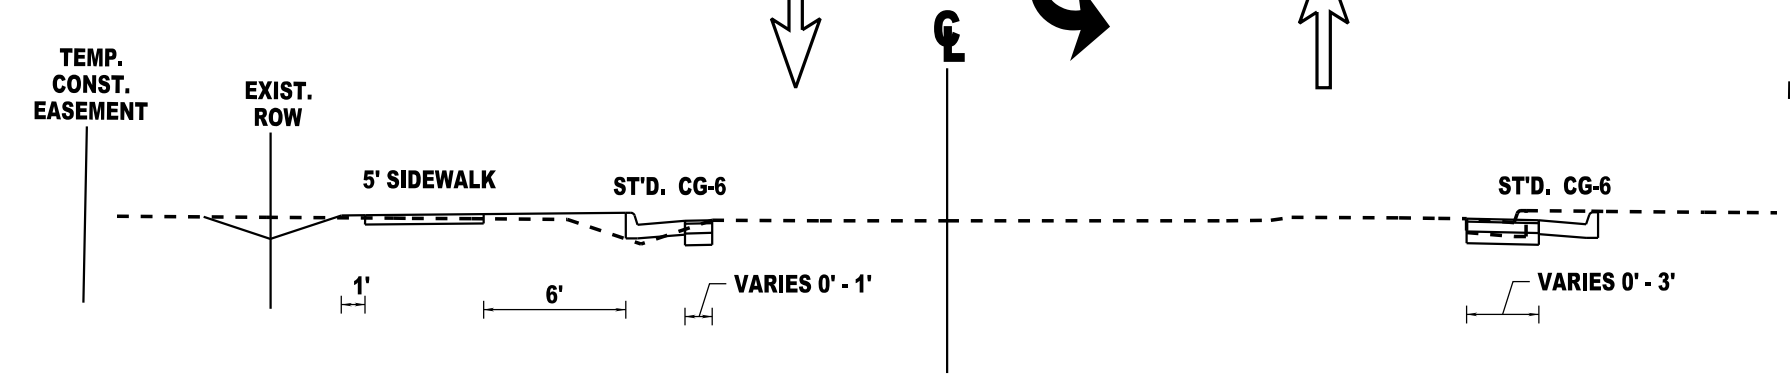 TEMP.
CONST.
EASEMENT
EXIST.
ROW
5' SIDEWALK
ST'D. CG-6
CL
ST'D. CG-6
1'
6'
VARIES 0' - 1'
VARIES 0' - 3'